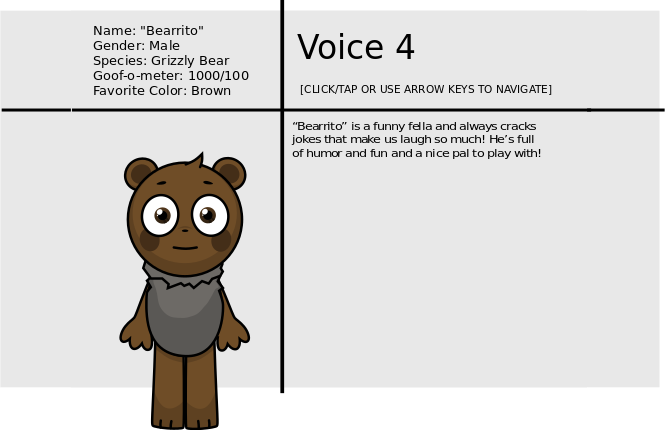 Name: "Bearrito"
Gender: Male
Species: Grizzly Bear
Goof-o-meter: 1000/100
Favorite Color: Brown
Voice 4
[CLICK/TAP OR USE ARROW KEYS TO NAVIGATE]
“Bearrito” is a funny fella and always cracks
jokes that make us laugh so much! He’s full
of humor and fun and a nice pal to play with!